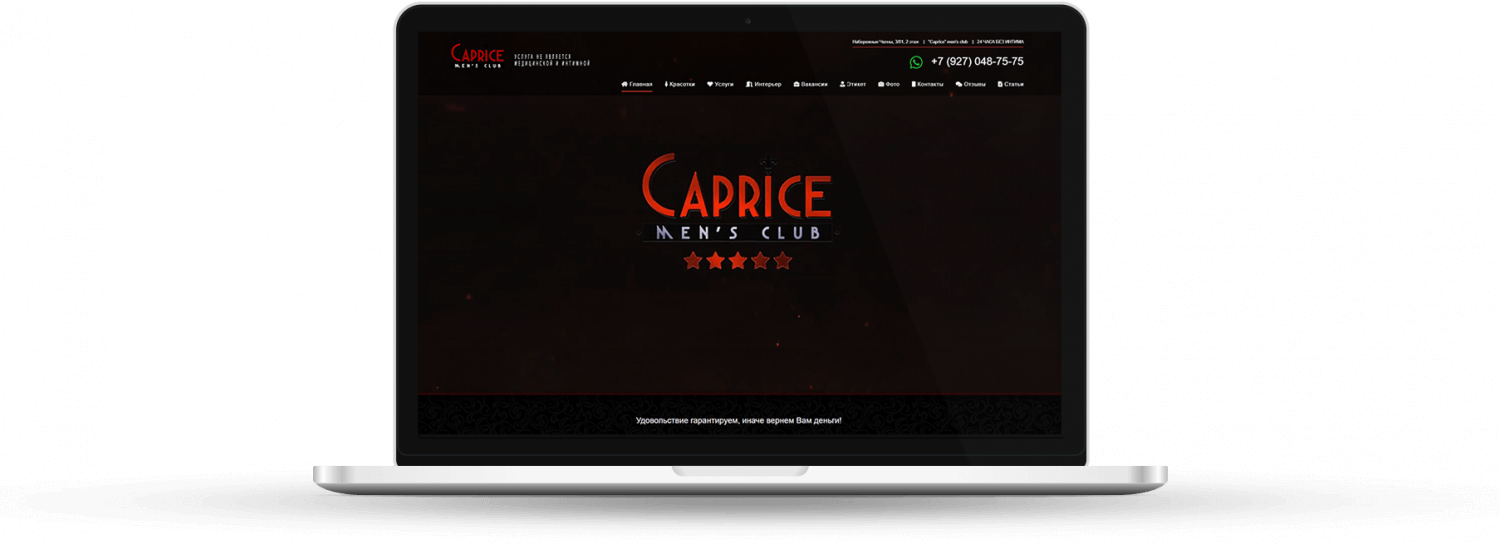 Набережные Челны, 3/11, 2 этаж | "Caprice" men's club | 24 ЧАСА БЕЗ ИНТИМА
CAPRICE
MEN'S CLUB
УСЛУГА НЕ ЯВЛЯЕТСЯ
МЕДИЦИНСКОЙ И ИНТИМНОЙ
+7 (927) 048-75-75
Главная Красотки Услуги Интерьер Вакансии Этикет Фото Контакты Отзывы Статьи
CAPRICE
MEN'S CLUB
Удовольствие гарантируем, иначе вернем Вам деньги!